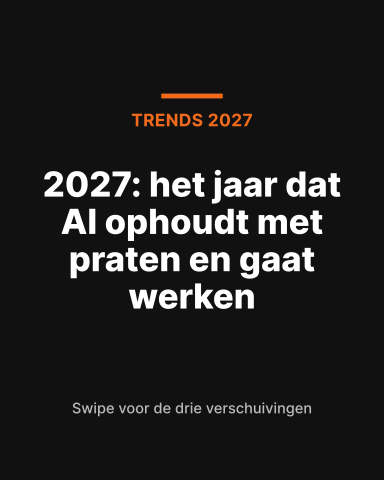 TRENDS 2027
2027: het jaar dat
AI ophoudt met
praten en gaat
werken
Swipe voor de drie verschuivingen